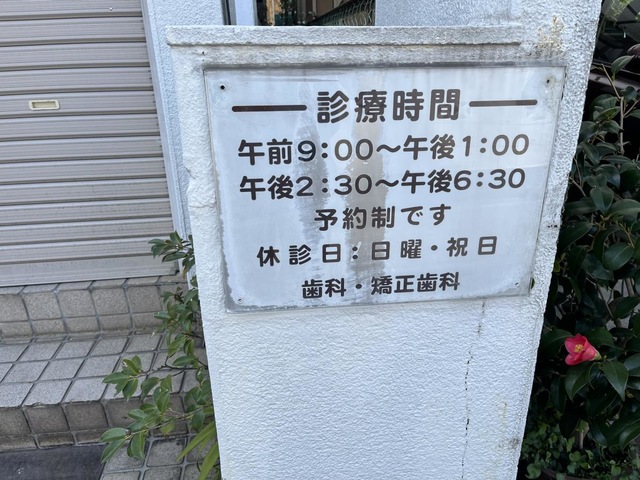 診療時間
午前9:00～午後1:00
午後2:30～午後6:30
予約制です
休診日:日曜・祝日
歯科・矯正歯科